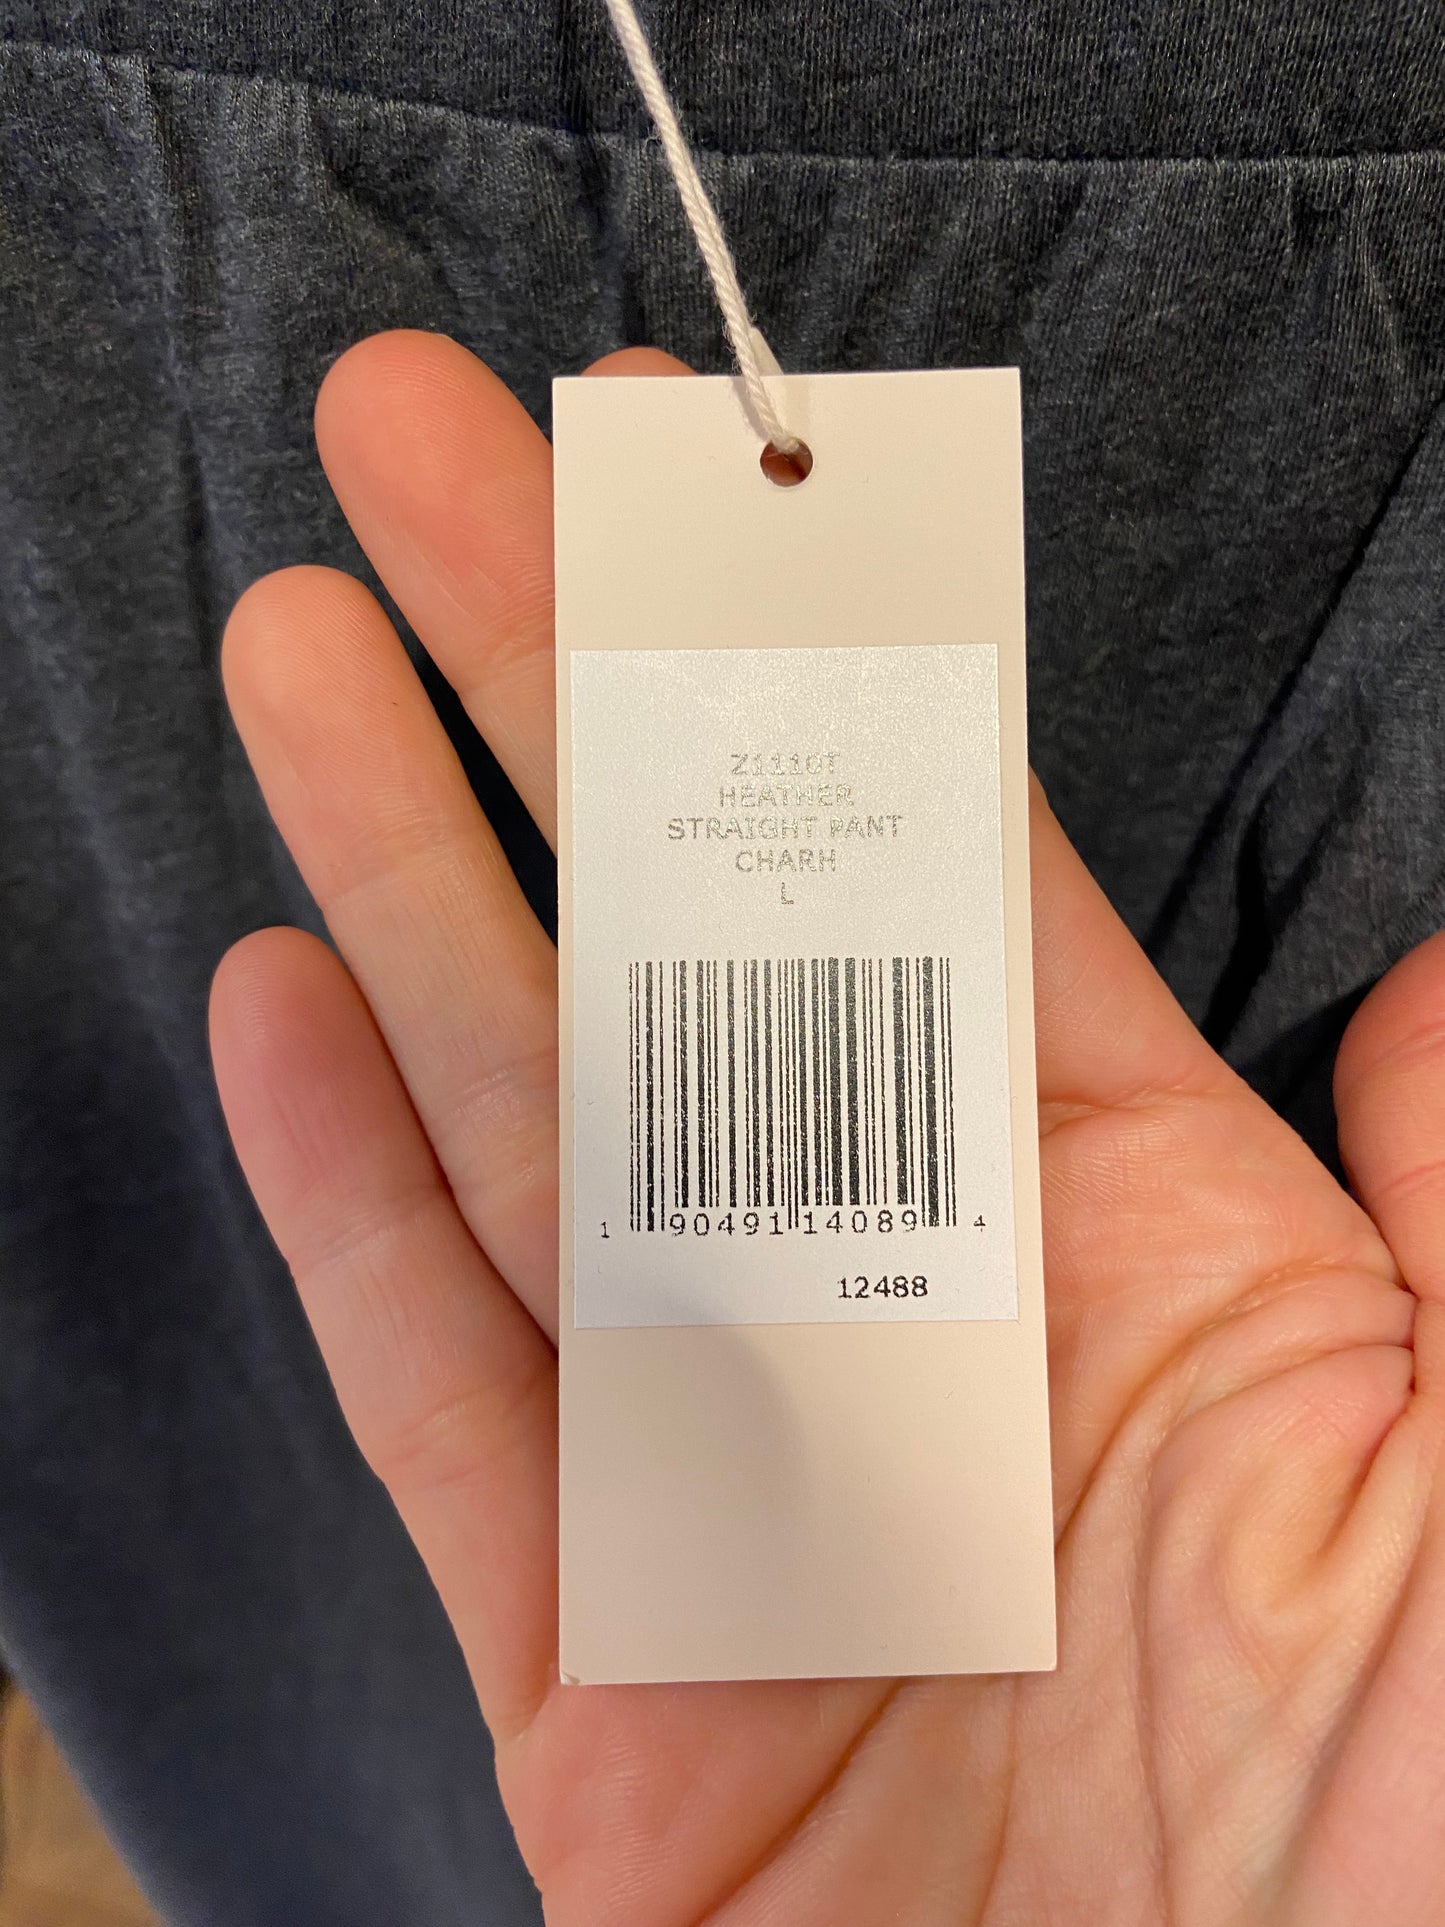 Z1110T
HEATHER
STRAIGHT PANT
CHARH
L
1 90491 14089 4
12488